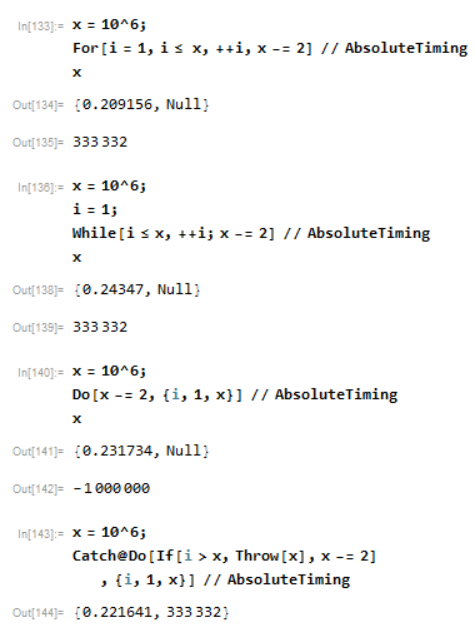 In[133]:= x = 10^6;
For[i = 1, i ≤ x, ++i, x -= 2] // AbsoluteTiming
x
Out[134]= {0.209156, Null}
Out[135]= 333 332
In[136]:= x = 10^6;
i = 1;
While[i ≤ x, ++i; x -= 2] // AbsoluteTiming
x
Out[138]= {0.24347, Null}
Out[139]= 333 332
In[140]:= x = 10^6;
Do[x -= 2, {i, 1, x}] // AbsoluteTiming
x
Out[141]= {0.231734, Null}
Out[142]= -1 000 000
In[143]:= x = 10^6;
Catch@Do[If[i > x, Throw[x], x -= 2]
, {i, 1, x}] // AbsoluteTiming
Out[144]= {0.221641, 333 332}